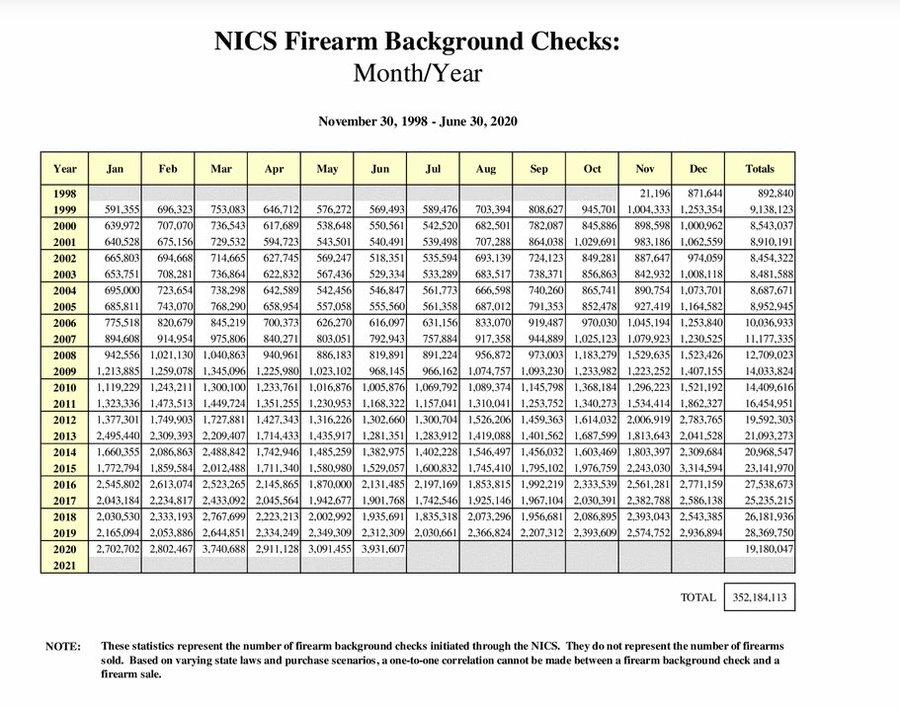 NICS Firearm Background Checks:
Month/Year
November 30, 1998 - June 30, 2020
Year Jan Feb Mar Apr May Jun Jul Aug Sep Oct Nov Dec Totals
1998 21,196 871,644 892,840
1999 591,355 696,323 753,083 646,712 576,272 569,493 589,476 703,394 808,627 945,701 1,004,333 1,253,354 9,138,123
2000 639,972 707,070 736,543 617,689 538,648 550,561 542,520 682,501 782,087 845,886 898,598 1,000,962 8,543,037
2001 640,528 675,156 729,532 594,723 543,501 540,491 539,498 707,288 864,038 1,029,691 983,186 1,062,559 8,910,191
2002 665,803 694,668 714,665 627,745 569,247 518,351 535,594 693,139 724,123 849,281 887,647 974,059 8,454,322
2003 653,751 708,281 736,864 622,832 567,436 529,334 533,289 683,517 738,371 856,863 842,932 1,008,118 8,481,588
2004 695,000 723,654 738,298 642,589 542,456 546,847 561,773 666,598 740,260 865,741 890,754 1,073,701 8,687,671
2005 685,811 743,070 768,290 658,954 557,058 555,560 561,358 687,012 791,353 852,478 927,419 1,164,582 8,952,945
2006 775,518 820,679 845,219 700,373 626,270 616,097 631,156 833,070 919,487 970,030 1,045,194 1,253,840 10,036,933
2007 894,608 914,954 975,806 840,271 803,051 792,943 757,884 917,358 944,889 1,025,123 1,079,923 1,230,525 11,177,335
2008 942,556 1,021,130 1,040,863 940,961 886,183 819,891 891,224 956,872 973,003 1,183,279 1,529,635 1,523,426 12,709,023
2009 1,213,885 1,259,078 1,345,096 1,225,980 1,023,102 968,145 966,162 1,074,757 1,093,230 1,233,982 1,223,252 1,407,155 14,033,824
2010 1,119,229 1,243,211 1,300,100 1,233,761 1,016,876 1,005,876 1,069,792 1,089,374 1,145,798 1,368,184 1,296,223 1,521,192 14,409,616
2011 1,323,336 1,473,513 1,449,724 1,351,255 1,230,953 1,168,322 1,157,041 1,310,041 1,253,752 1,340,273 1,534,414 1,862,327 16,454,951
2012 1,377,301 1,749,903 1,727,881 1,427,343 1,316,226 1,302,660 1,300,704 1,526,206 1,459,363 1,614,032 2,006,919 2,783,765 19,592,303
2013 2,495,440 2,309,393 2,209,407 1,714,433 1,435,917 1,281,351 1,283,912 1,419,088 1,401,562 1,687,599 1,813,643 2,041,528 21,093,273
2014 1,660,355 2,086,863 2,488,842 1,742,946 1,485,259 1,382,975 1,402,228 1,546,497 1,456,032 1,603,469 1,803,397 2,309,684 20,968,547
2015 1,772,794 1,859,584 2,012,488 1,711,340 1,580,980 1,529,057 1,600,832 1,745,410 1,795,102 1,976,759 2,243,030 3,314,594 23,141,970
2016 2,545,802 2,613,074 2,523,265 2,145,865 1,870,000 2,131,485 2,197,169 1,853,815 1,992,219 2,333,539 2,561,281 2,771,159 27,538,673
2017 2,043,184 2,234,817 2,433,092 2,045,564 1,942,677 1,901,768 1,742,546 1,925,146 1,967,104 2,030,391 2,382,788 2,586,138 25,235,215
2018 2,030,530 2,333,193 2,767,699 2,223,213 2,002,992 1,935,691 1,835,318 2,073,296 1,956,681 2,086,895 2,393,043 2,543,385 26,181,936
2019 2,165,094 2,053,886 2,644,851 2,334,249 2,349,309 2,312,309 2,030,661 2,366,824 2,207,312 2,393,609 2,574,752 2,936,894 28,369,750
2020 2,702,702 2,802,467 3,740,688 2,911,128 3,091,455 3,931,607 19,180,047
2021
TOTAL 352,184,113
NOTE: These statistics represent the number of firearm background checks initiated through the NICS. They do not represent the number of firearms
sold. Based on varying state laws and purchase scenarios, a one-to-one correlation cannot be made between a firearm background check and a
firearm sale.